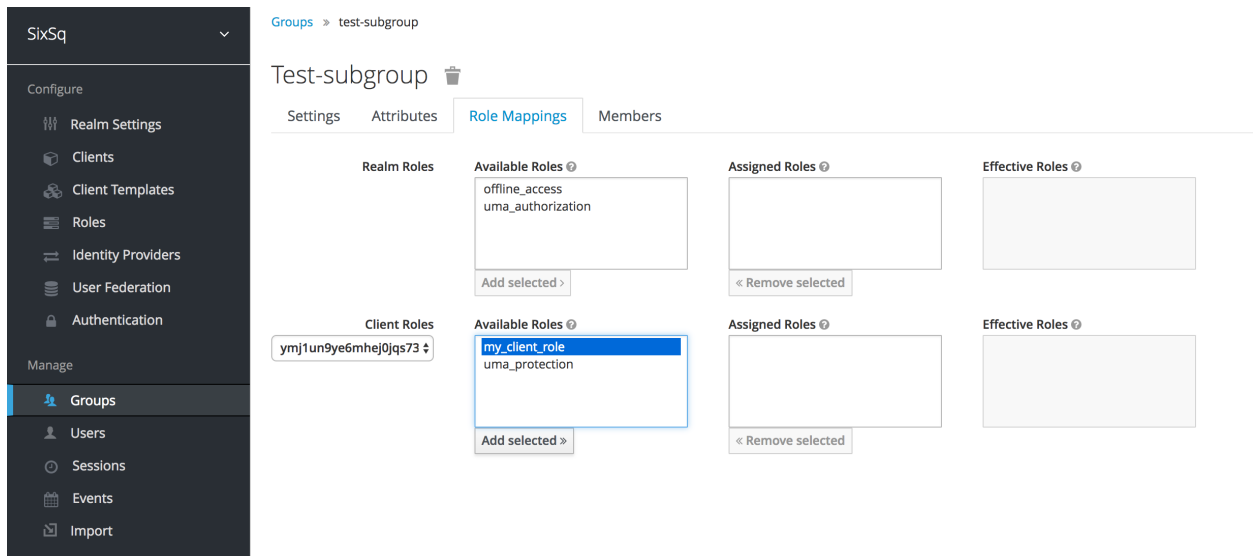 SixSq
Configure
Realm Settings
Clients
Client Templates
Roles
Identity Providers
User Federation
Authentication
Manage
Groups
Users
Sessions
Events
Import
Groups » test-subgroup
Test-subgroup
Settings Attributes Role Mappings Members
Realm Roles Available Roles Assigned Roles Effective Roles
offline_access
uma_authorization
Add selected › « Remove selected
Client Roles Available Roles Assigned Roles Effective Roles
ymj1un9ye6mhej0jqs73
my_client_role
uma_protection
Add selected » « Remove selected